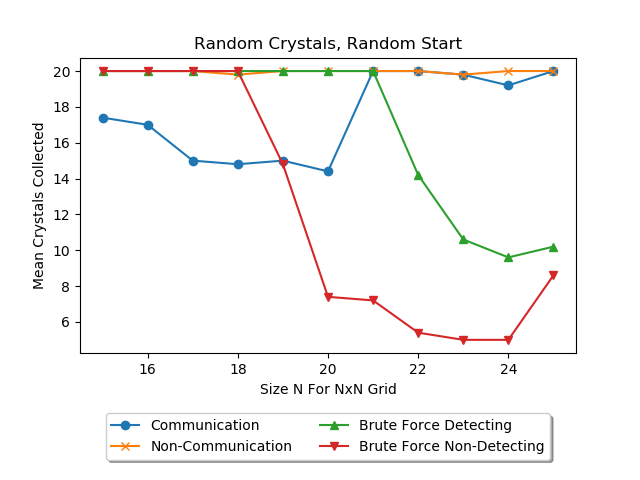 Random Crystals, Random Start
Mean Crystals Collected
20
18
16
14
12
10
8
6
16
18
20
22
24
Size N For NxN Grid
Communication
Non-Communication
Brute Force Detecting
Brute Force Non-Detecting